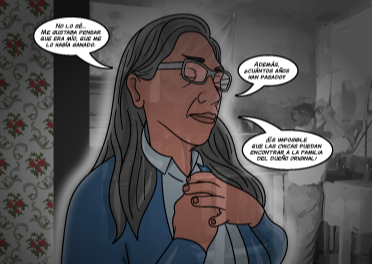 No lo sé...
Me gustaba pensar
que era mío, que me
lo había ganado.
Además,
¿cuántos años
han pasado?
¡Es imposible
que las chicas puedan
encontrar a la familia
del dueño original!